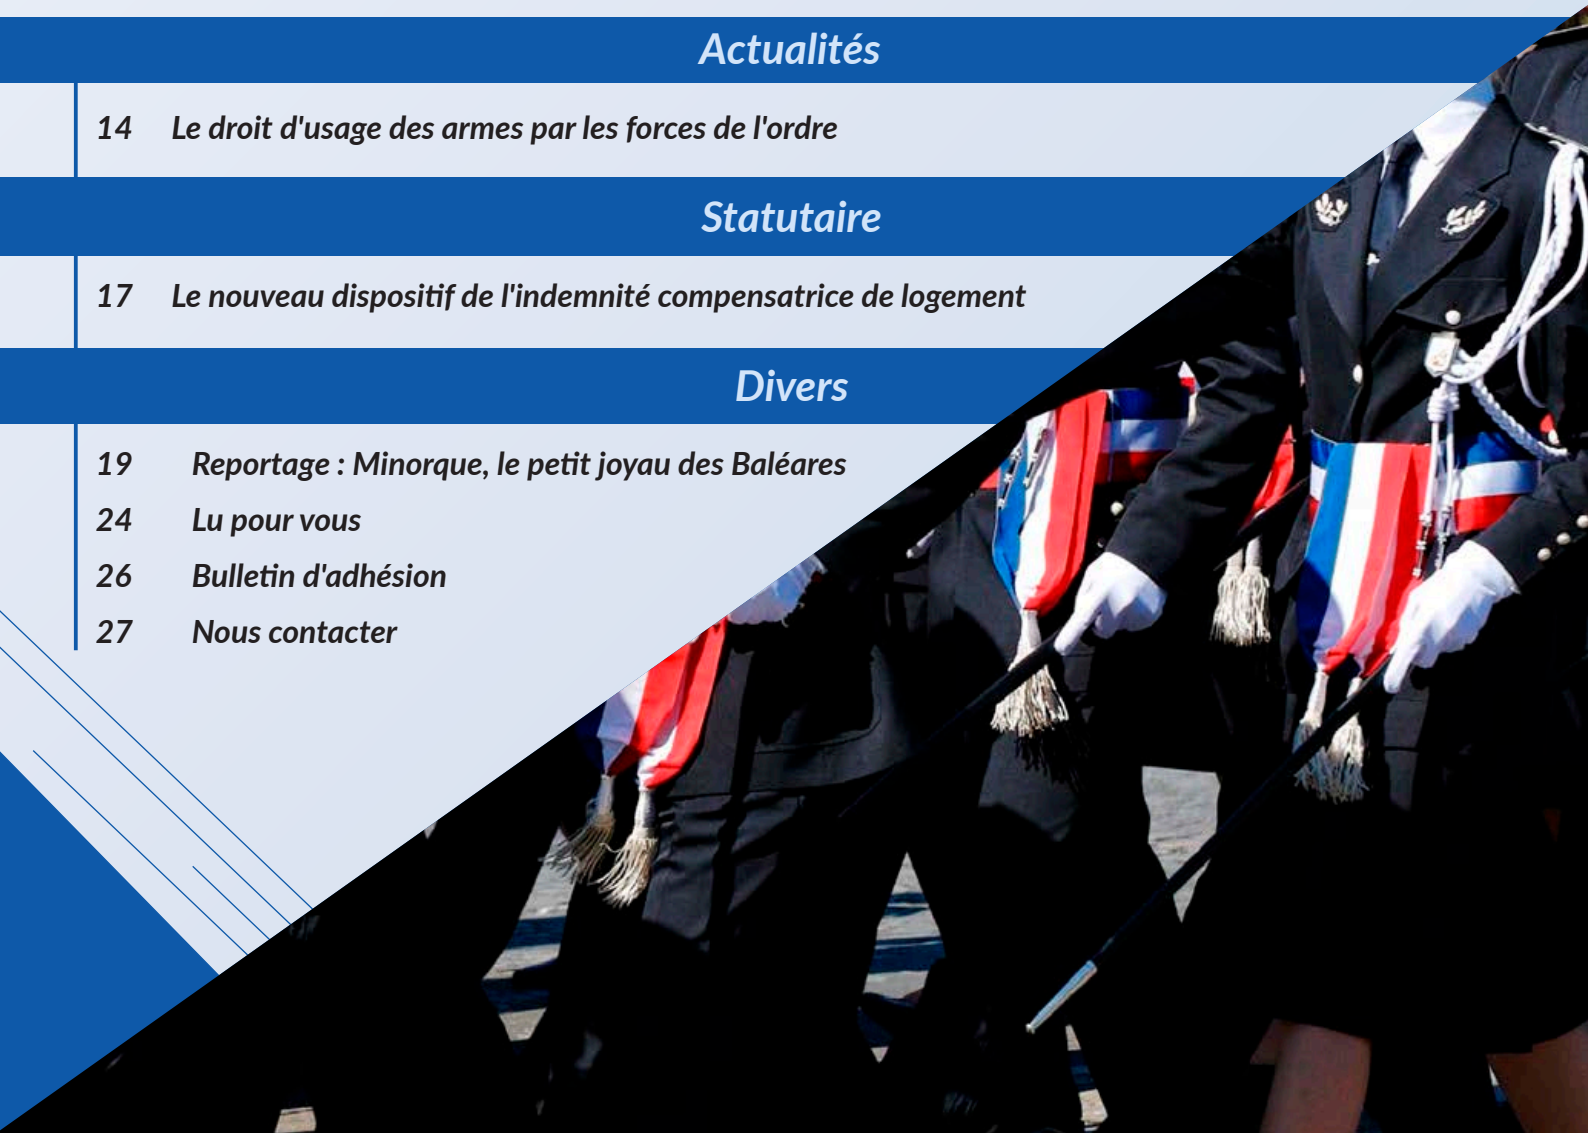 Actualités
14 Le droit d'usage des armes par les forces de l'ordre
Statutaire
17 Le nouveau dispositif de l'indemnité compensatrice de logement
Divers
19 Reportage : Minorque, le petit joyau des Baléares
24 Lu pour vous
26 Bulletin d'adhésion
27 Nous contacter